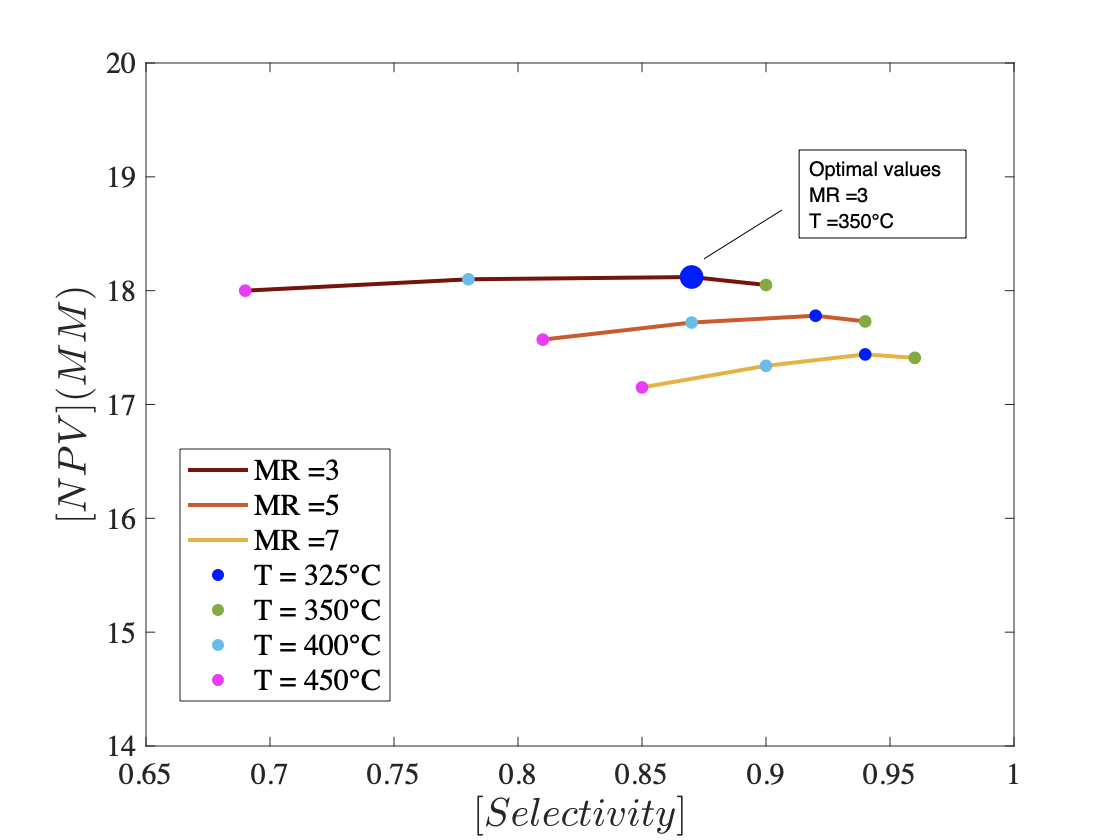 20
19
18
17
16
15
14
0.65 0.7 0.75 0.8 0.85 0.9 0.95 1
[NPV](MM)
[Selectivity]
Optimal values
MR =3
T =350°C
MR =3
MR =5
MR =7
T = 325°C
T = 350°C
T = 400°C
T = 450°C